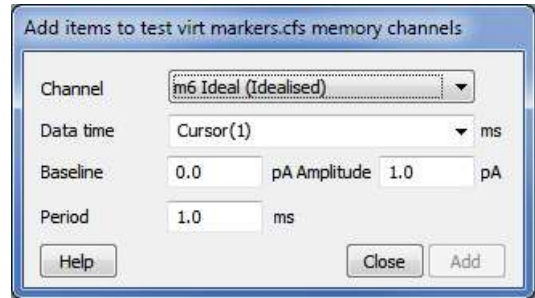 Add items to test virt markers.cfs memory channels
Channel m6 Ideal (Idealised)
Data time Cursor(1) ms
Baseline 0.0 pA Amplitude 1.0 pA
Period 1.0 ms
Help Close Add